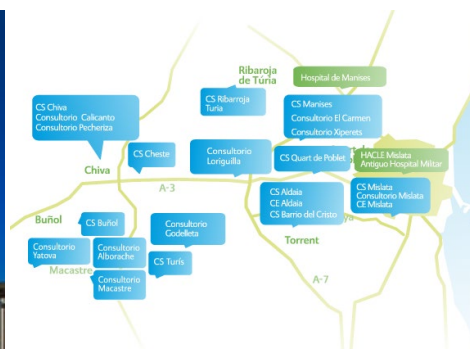 Ribaroja
de Túria
Hospital de Manises
CS Chiva
Consultorio Calicanto
Consultorio Pecheriza
CS Ribarroja
Turia
CS Manises
Consultorio El Carmen
Consultorio Xiperets
CS Cheste
Consultorio
Loriguilla
CS Quart de Poblet
HACLE Mislata
Antiguo Hospital Militar
Chiva
A-3
CS Aldaia
CE Aldaia
CS Barrio del Cristo
CS Mislata
Consultorio Mislata
CE Mislata
Buñol
CS Buñol
Consultorio
Godelleta
Torrent
Consultorio
Yatova
Consultorio
Alborache
CS Turís
Macastre
Consultorio
Macastre
A-7